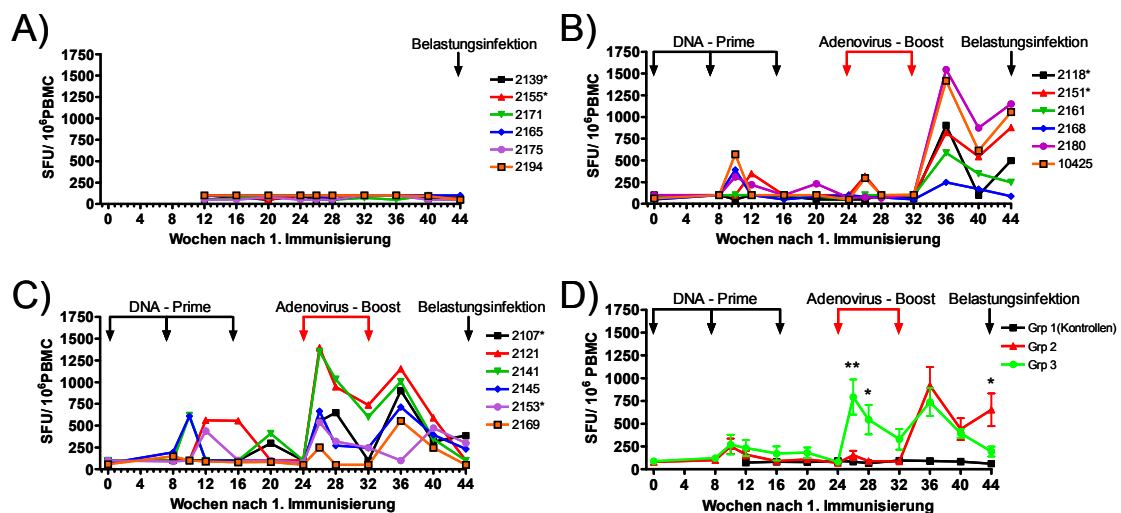 A)
Belastungsinfektion
SFU/ 10⁶PBMC
1750
1500
1250
1000
750
500
250
0
0 4 8 12 16 20 24 28 32 36 40 44
Wochen nach 1. Immunisierung
2139*
2155*
2171
2165
2175
2194
B)
DNA - Prime
Adenovirus - Boost
Belastungsinfektion
SFU/ 10⁶PBMC
1750
1500
1250
1000
750
500
250
0
0 4 8 12 16 20 24 28 32 36 40 44
Wochen nach 1. Immunisierung
2118*
2151*
2161
2168
2180
10425
C)
DNA - Prime
Adenovirus - Boost
Belastungsinfektion
SFU/ 10⁶PBMC
1750
1500
1250
1000
750
500
250
0
0 4 8 12 16 20 24 28 32 36 40 44
Wochen nach 1. Immunisierung
2107*
2121
2141
2145
2153*
2169
D)
DNA - Prime
Adenovirus - Boost
Belastungsinfektion
SFU/ 10⁶ PBMC
1750
1500
1250
1000
750
500
250
0
0 4 8 12 16 20 24 28 32 36 40 44
Wochen nach 1. Immunisierung
**
*
*
Grp 1(Kontrollen)
Grp 2
Grp 3